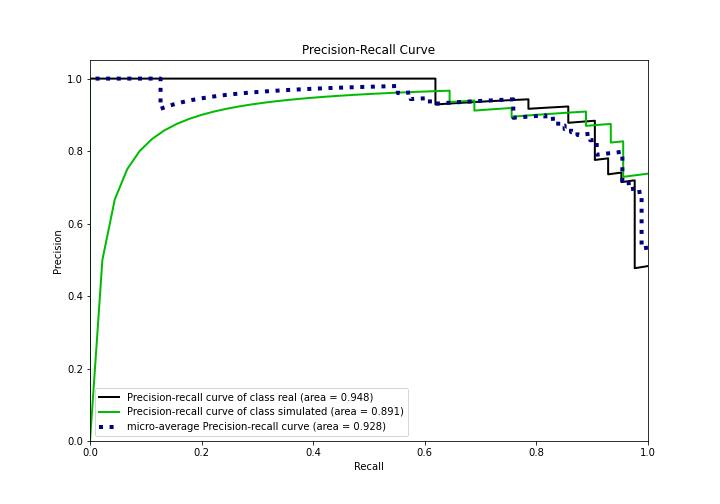 Precision-Recall Curve
1.0
0.8
0.6
0.4
0.2
0.0
Precision
Precision-recall curve of class real (area = 0.948)
Precision-recall curve of class simulated (area = 0.891)
micro-average Precision-recall curve (area = 0.928)
0.0 0.2 0.4 0.6 0.8 1.0
Recall